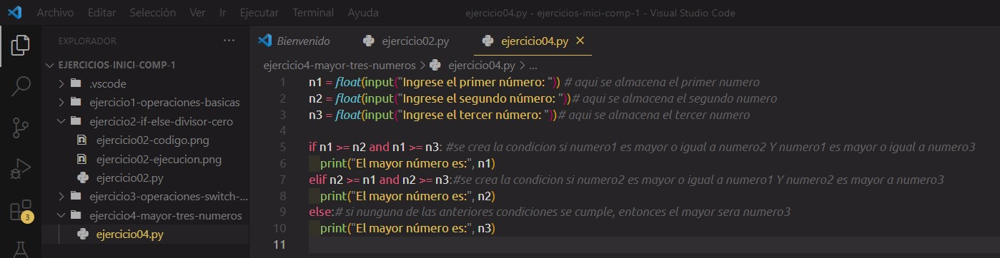 Archivo Editar Selección Ver Ir Ejecutar Terminal Ayuda
ejercicio04.py - ejercicios-inici-comp-1 - Visual Studio Code
EXPLORADOR ...
EJERCICIOS-INICI-COMP-1
.vscode
ejercicio1-operaciones-basicas
ejercicio2-if-else-divisor-cero
ejercicio02-codigo.png
ejercicio02-ejecucion.png
ejercicio02.py
ejercicio3-operaciones-switch-...
ejercicio4-mayor-tres-numeros
ejercicio04.py
3
Bienvenido ejercicio02.py ejercicio04.py
ejercicio4-mayor-tres-numeros > ejercicio04.py > ...
1 n1 = float(input("Ingrese el primer número: ")) # aqui se almacena el primer numero
2 n2 = float(input("Ingrese el segundo número: "))# aqui se almacena el segundo numero
3 n3 = float(input("Ingrese el tercer número: "))# aqui se almacena el tercer numero
4
5 if n1 >= n2 and n1 >= n3: #se crea la condicion si numero1 es mayor o igual a numero2 Y numero1 es mayor o igual a numero3
6 print("El mayor número es:", n1)
7 elif n2 >= n1 and n2 >= n3:#se crea la condicion si numero2 es mayor o igual a numero1 Y numero2 es mayor a numero3
8 print("El mayor número es:", n2)
9 else:# si nunguna de las anteriores condiciones se cumple, entonces el mayor sera numero3
10 print("El mayor número es:", n3)
11